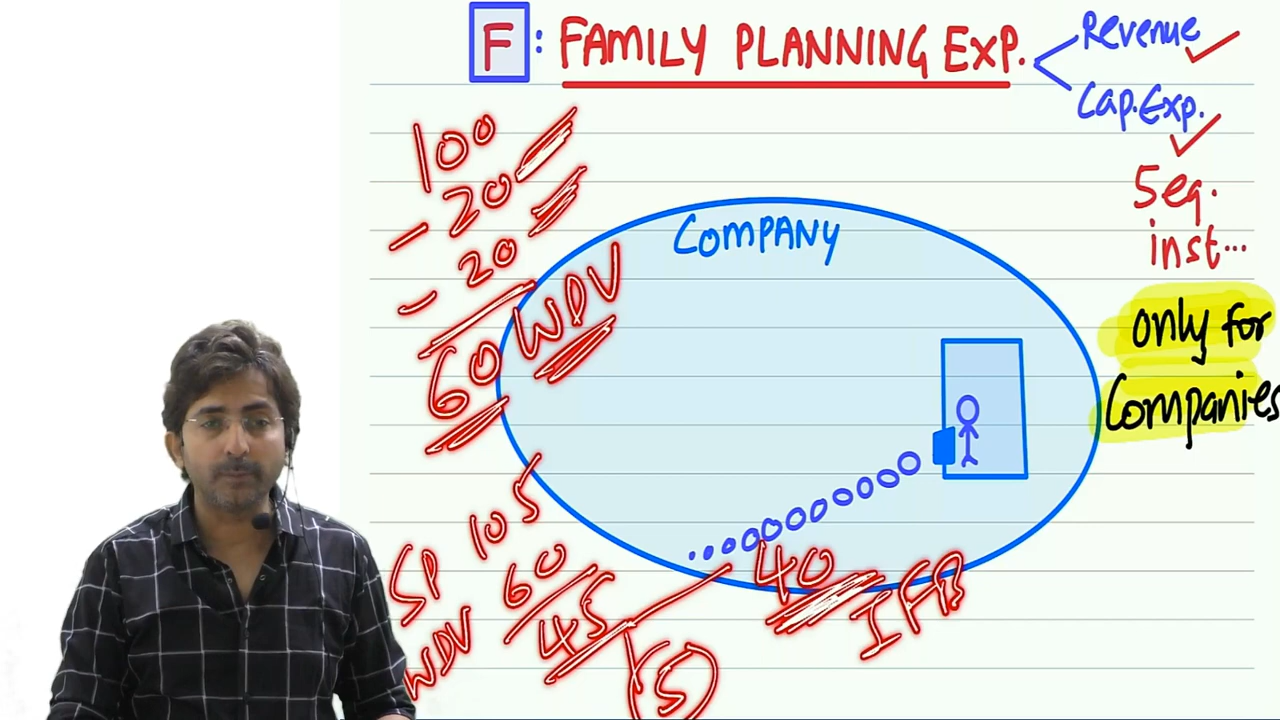 F : FAMILY PLANNING EXP.
Revenue
Cap.Exp.
5 eq.
inst...
only for
Companies
COMPANY
100
- 20
- 20
60 WDV
SP 105
WDV 60
45
40 IFB
5